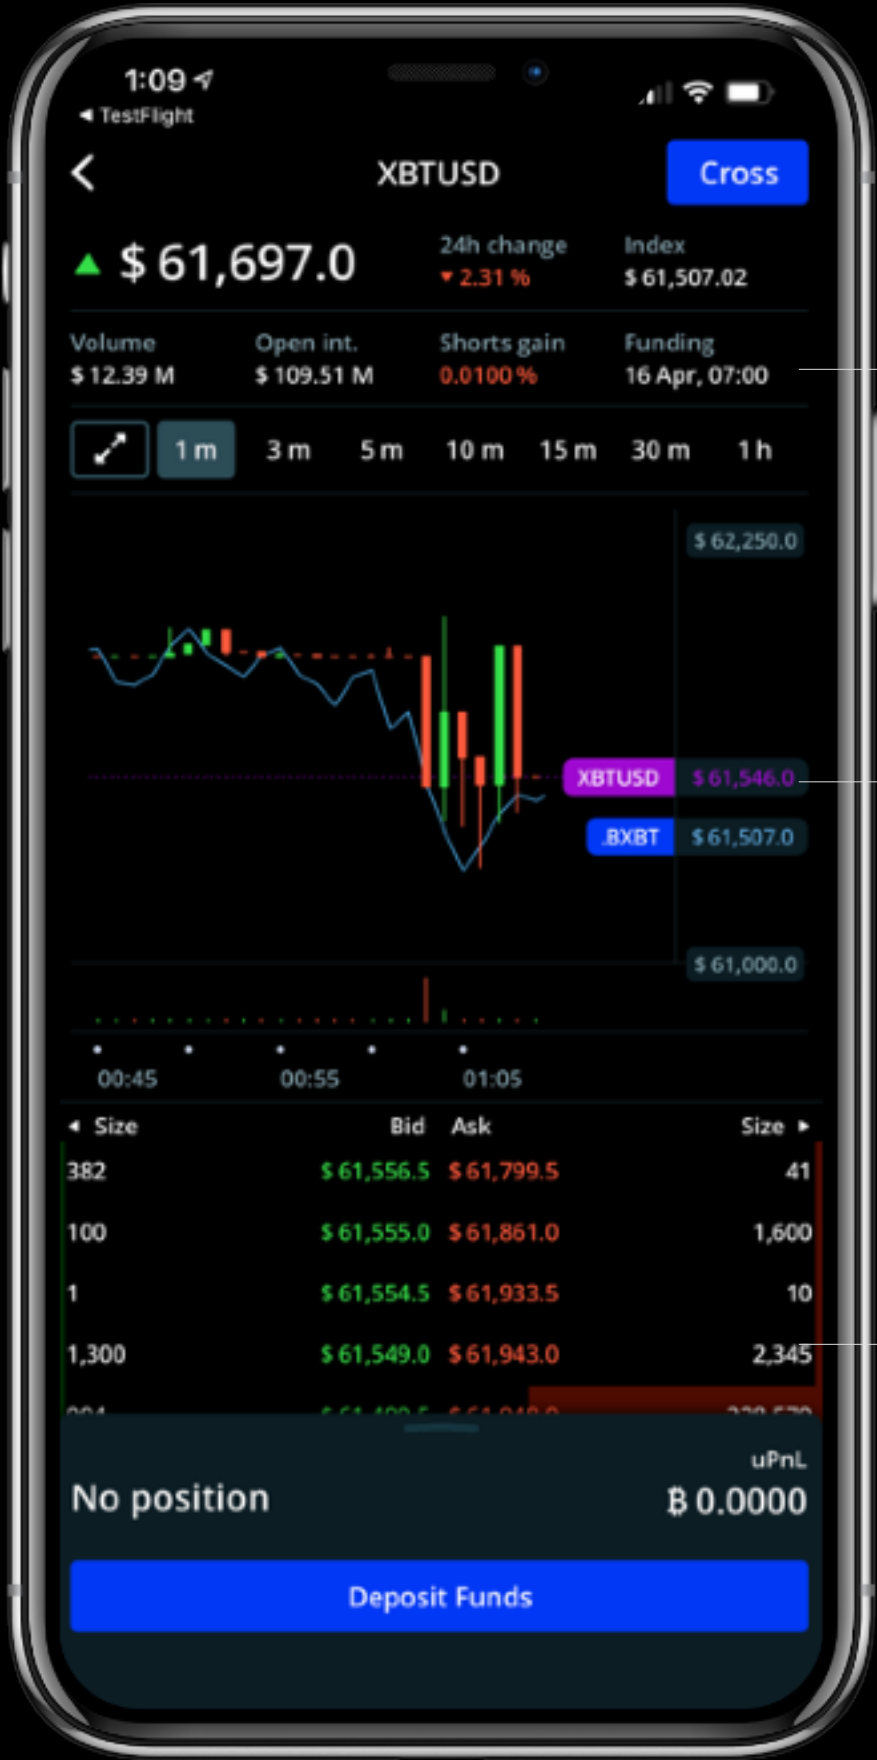 1:09
◂ TestFlight
XBTUSD
Cross
$ 61,697.0
24h change
▾ 2.31 %
Index
$ 61,507.02
Volume
$ 12.39 M
Open int.
$ 109.51 M
Shorts gain
0.0100 %
Funding
16 Apr, 07:00
1 m 3 m 5 m 10 m 15 m 30 m 1 h
$ 62,250.0
XBTUSD $ 61,546.0
.BXBT $ 61,507.0
$ 61,000.0
00:45 00:55 01:05
◂ Size Bid Ask Size ▸
382 $ 61,556.5 $ 61,799.5 41
100 $ 61,555.0 $ 61,861.0 1,600
1 $ 61,554.5 $ 61,933.5 10
1,300 $ 61,549.0 $ 61,943.0 2,345
uPnL
No position ₿ 0.0000
Deposit Funds